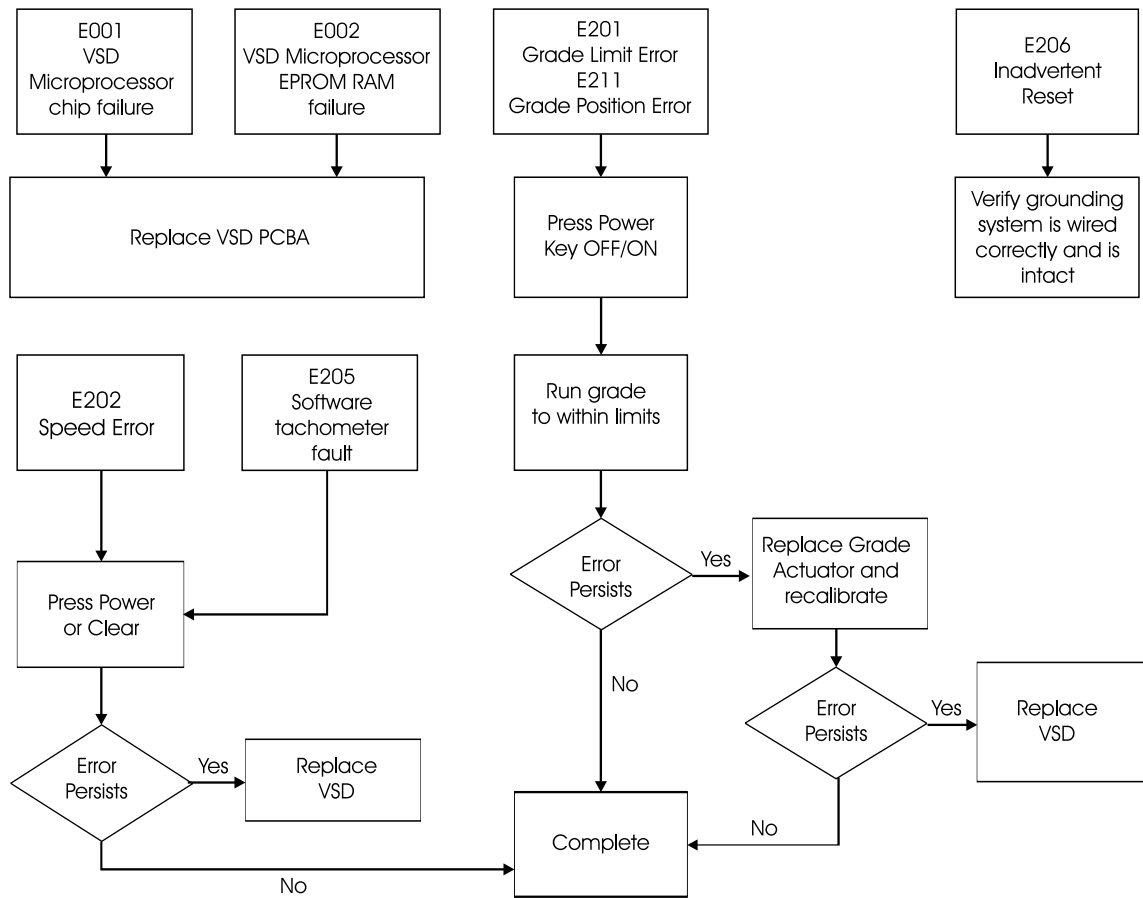 E001
VSD
Microprocessor
chip failure
E002
VSD Microprocessor
EPROM RAM
failure
E201
Grade Limit Error
E211
Grade Position Error
E206
Inadvertent
Reset
Replace VSD PCBA
Press Power
Key OFF/ON
Verify grounding
system is wired
correctly and is
intact
E202
Speed Error
E205
Software
tachometer
fault
Run grade
to within limits
Press Power
or Clear
Error
Persists
Yes
Replace Grade
Actuator and
recalibrate
No
Error
Persists
Yes
Replace
VSD
Error
Persists
Yes
Replace
VSD
Complete
No
No